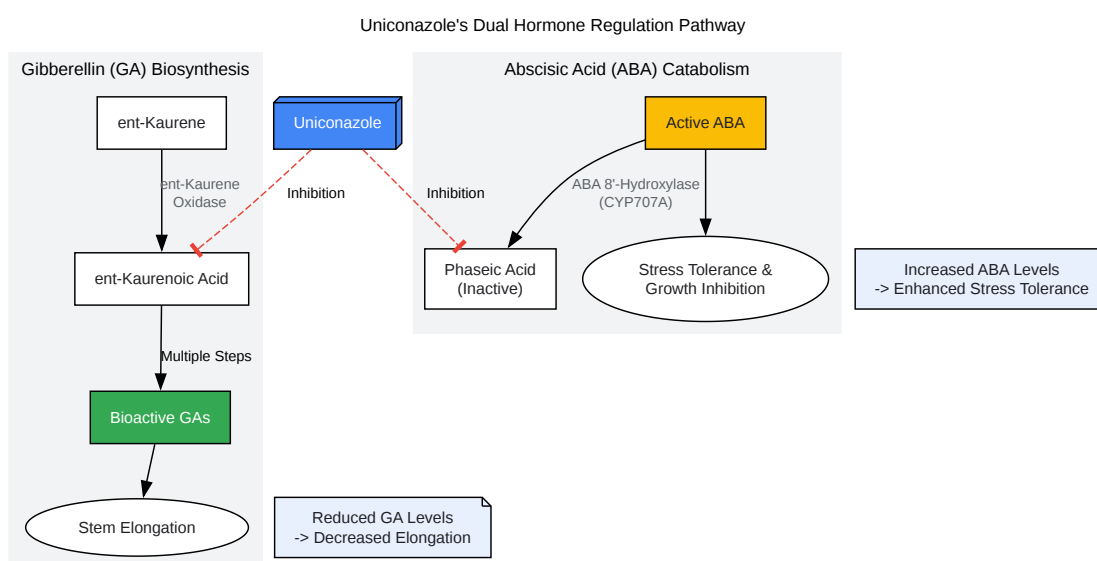 Uniconazole's Dual Hormone Regulation Pathway
Gibberellin (GA) Biosynthesis
Abscisic Acid (ABA) Catabolism
ent-Kaurene
Uniconazole
Active ABA
ent-Kaurene
Oxidase
Inhibition
Inhibition
ABA 8'-Hydroxylase
(CYP707A)
ent-Kaurenoic Acid
Phaseic Acid
(Inactive)
Stress Tolerance &
Growth Inhibition
Increased ABA Levels
-> Enhanced Stress Tolerance
Multiple Steps
Bioactive GAs
Stem Elongation
Reduced GA Levels
-> Decreased Elongation